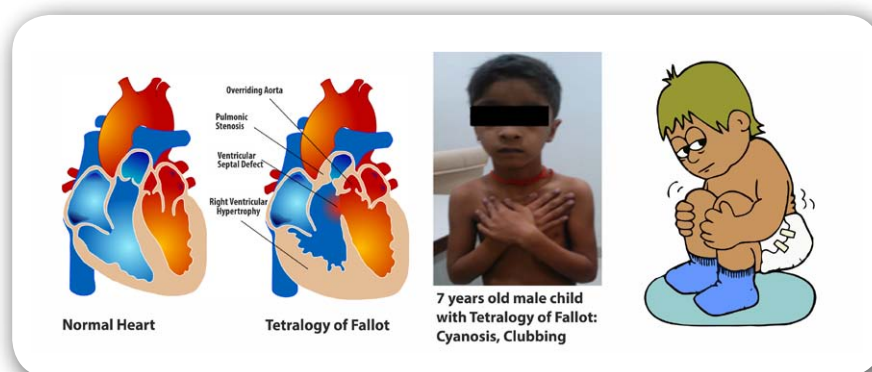 Overriding Aorta
Pulmonic
Stenosis
Ventricular
Septal Defect
Right Ventricular
Hypertrophy
Normal Heart
Tetralogy of Fallot
7 years old male child
with Tetralogy of Fallot:
Cyanosis, Clubbing